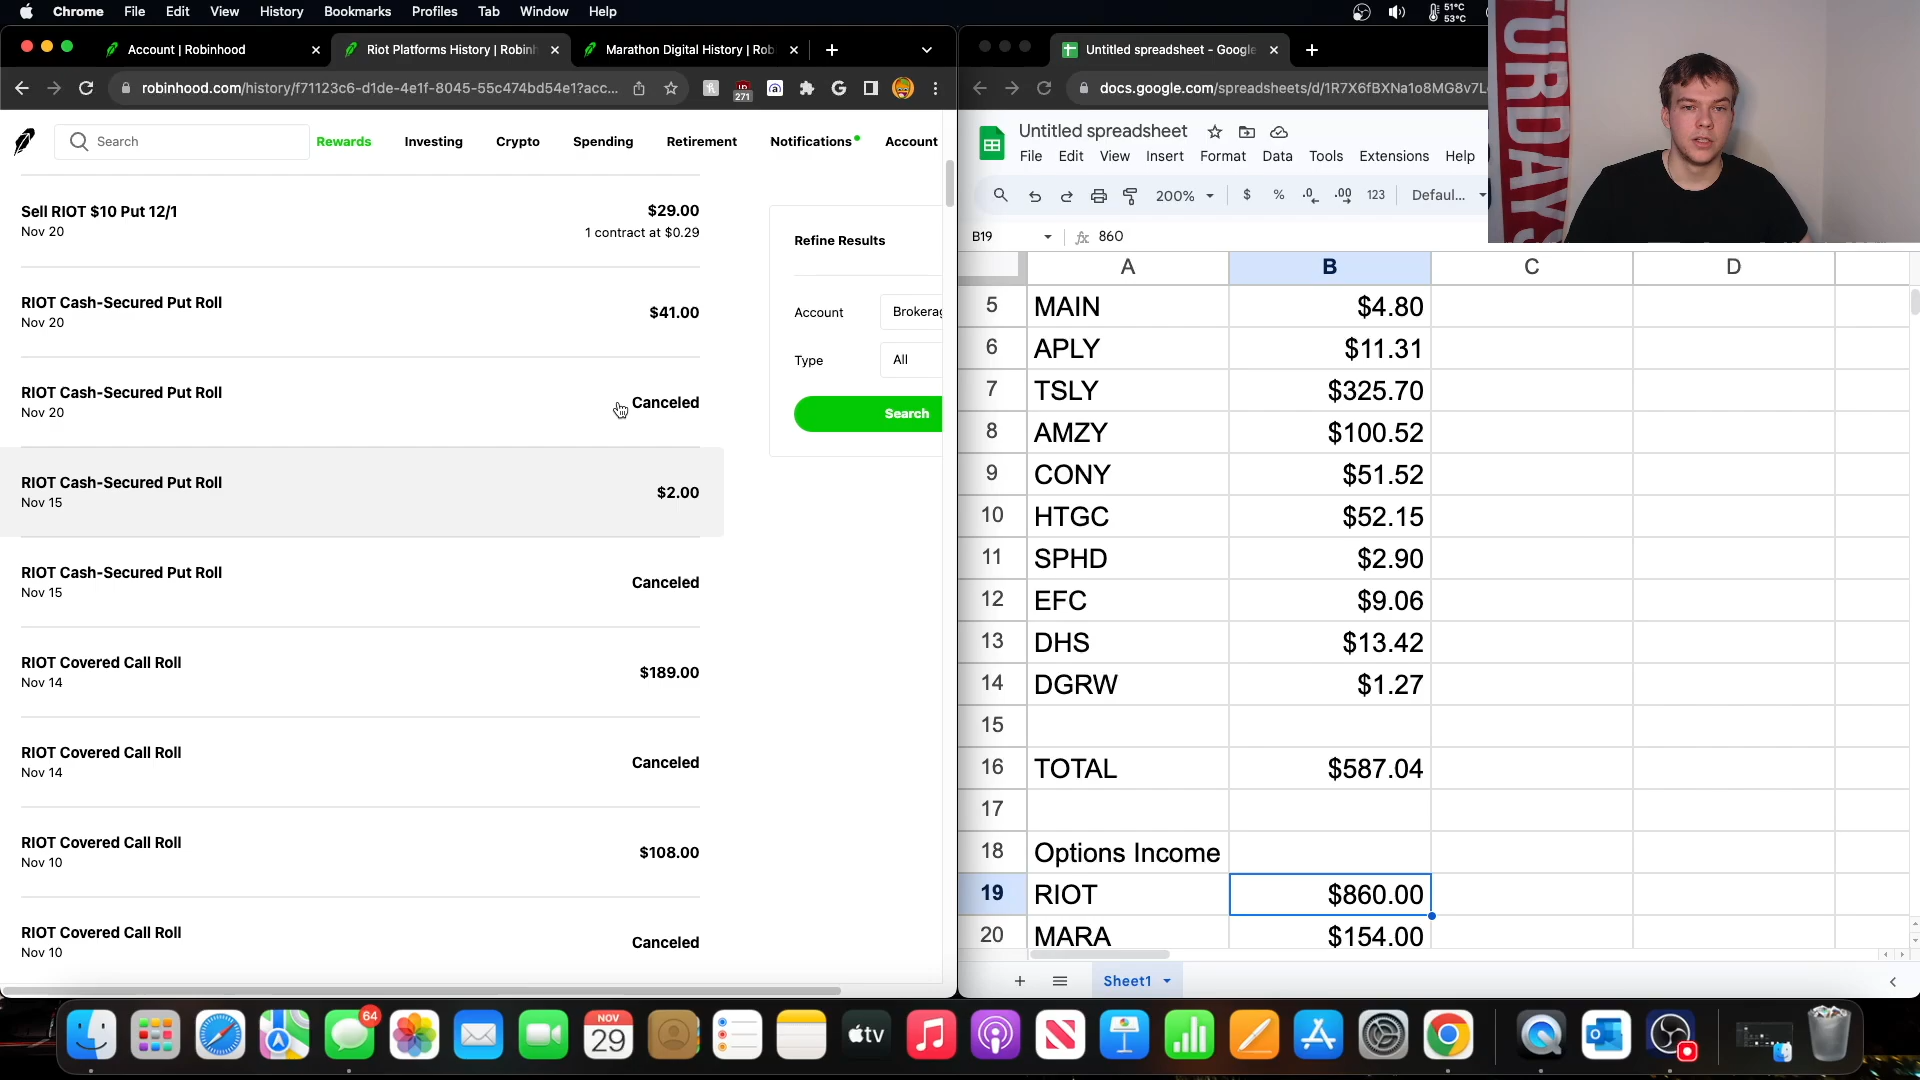 Chrome File Edit View History Bookmarks Profiles Tab Window Help
51°C
53°C
Account | Robinhood
Riot Platforms History | Robinh
Marathon Digital History | Rob
Untitled spreadsheet - Google
robinhood.com/history/f71123c6-d1de-4e1f-8045-55c474bd54e1?acc...
271
docs.google.com/spreadsheets/d/1R7X6fBXNa1o8MG8v7L
Search
Rewards Investing Crypto Spending Retirement Notifications Account
Sell RIOT $10 Put 12/1
Nov 20
$29.00
1 contract at $0.29
RIOT Cash-Secured Put Roll
Nov 20
$41.00
RIOT Cash-Secured Put Roll
Nov 20
Canceled
RIOT Cash-Secured Put Roll
Nov 15
$2.00
RIOT Cash-Secured Put Roll
Nov 15
Canceled
RIOT Covered Call Roll
Nov 14
$189.00
RIOT Covered Call Roll
Nov 14
Canceled
RIOT Covered Call Roll
Nov 10
$108.00
RIOT Covered Call Roll
Nov 10
Canceled
Refine Results
Account Brokerag
Type All
Search
Untitled spreadsheet
File Edit View Insert Format Data Tools Extensions Help
200% $ % .0 .00 123 Defaul...
B19 fx 860
A B C D
5 MAIN $4.80
6 APLY $11.31
7 TSLY $325.70
8 AMZY $100.52
9 CONY $51.52
10 HTGC $52.15
11 SPHD $2.90
12 EFC $9.06
13 DHS $13.42
14 DGRW $1.27
15
16 TOTAL $587.04
17
18 Options Income
19 RIOT $860.00
20 MARA $154.00
Sheet1
URDAYS
64
NOV
29
tv